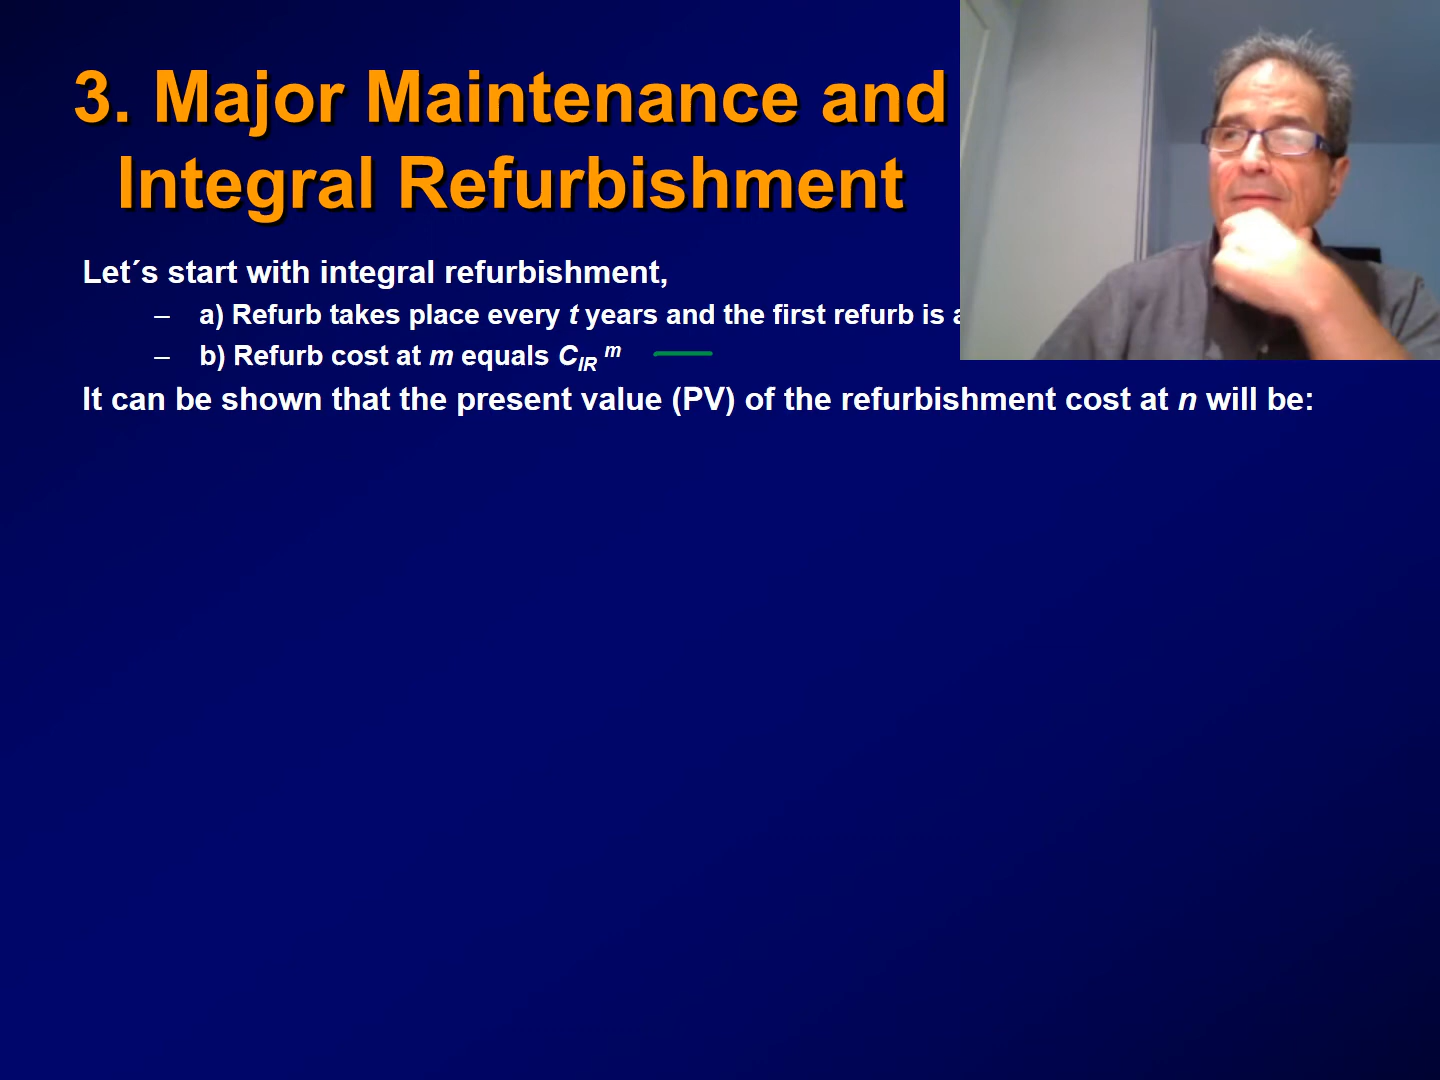 3. Major Maintenance and
Integral Refurbishment
Let´s start with integral refurbishment,
– a) Refurb takes place every t years and the first refurb is
– b) Refurb cost at m equals CIR m
It can be shown that the present value (PV) of the refurbishment cost at n will be: